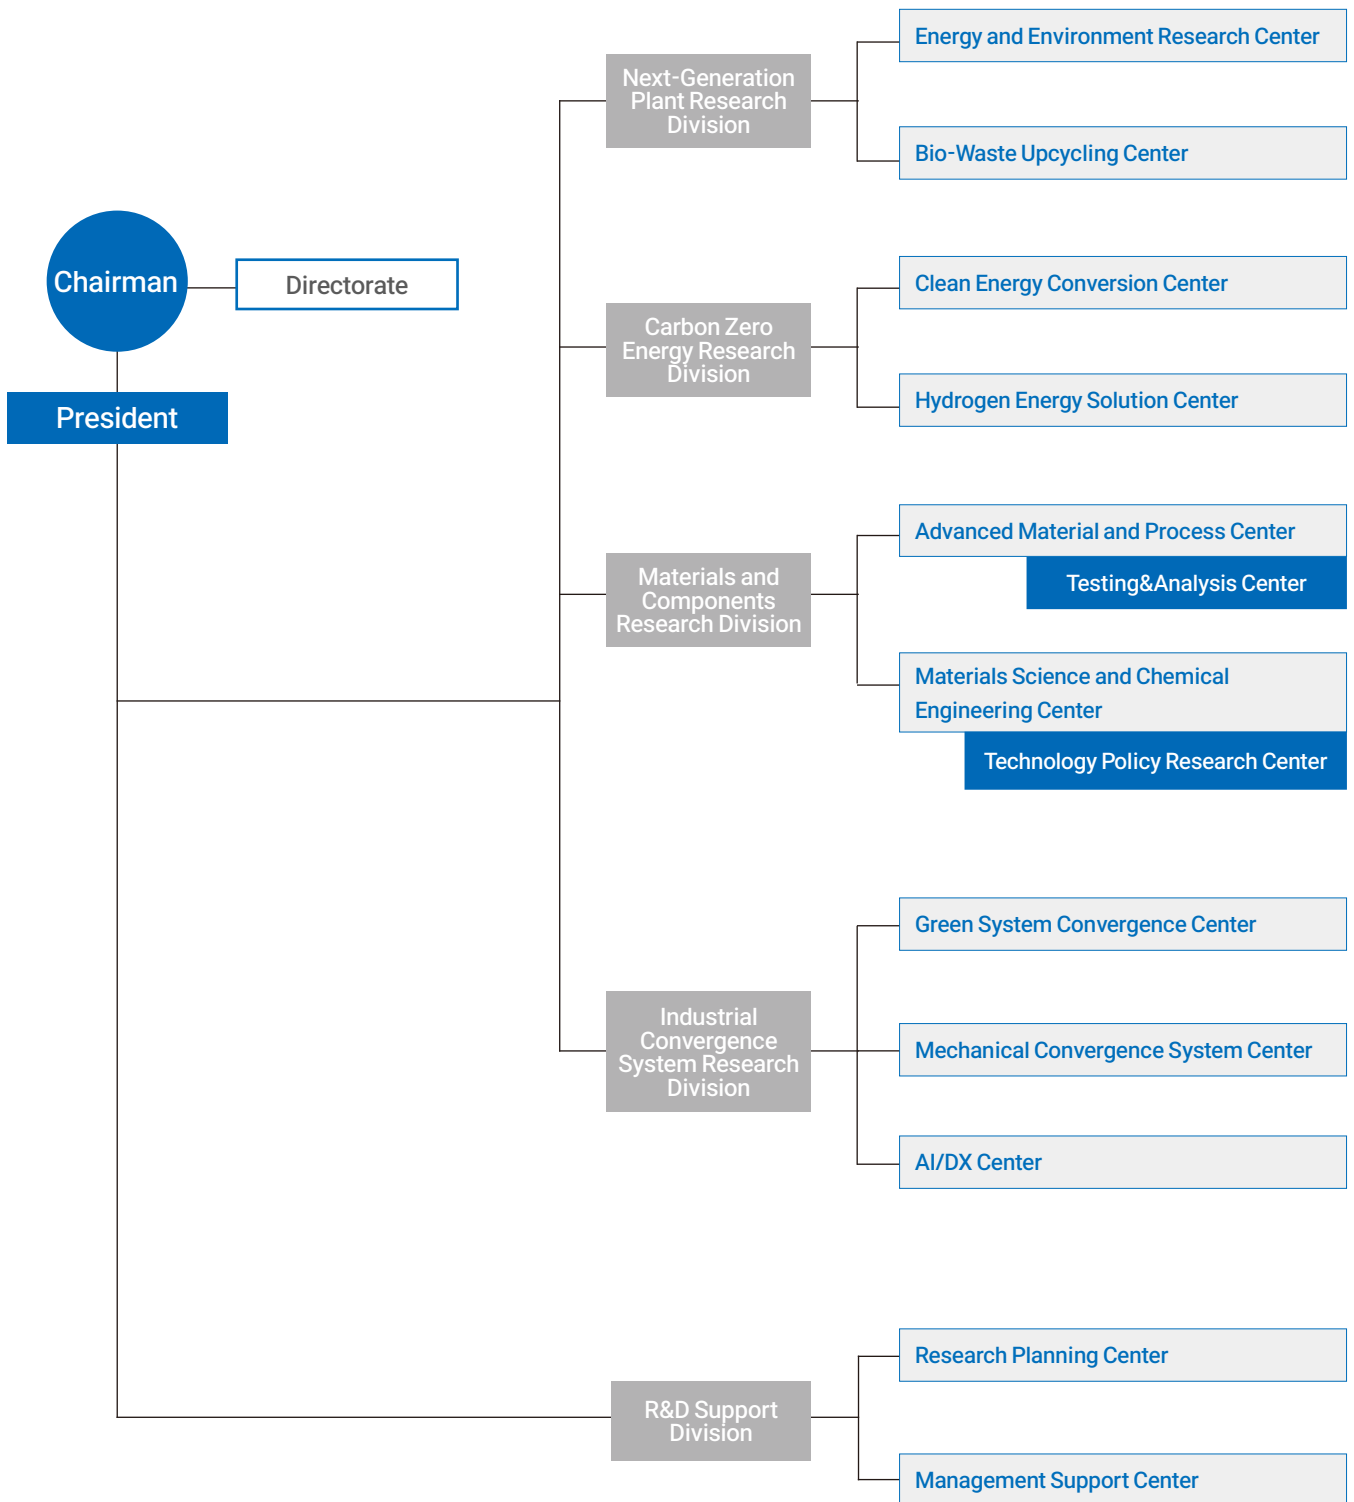 Chairman
Directorate
President
Next-Generation
Plant Research
Division
Energy and Environment Research Center
Bio-Waste Upcycling Center
Carbon Zero
Energy Research
Division
Clean Energy Conversion Center
Hydrogen Energy Solution Center
Materials and
Components
Research Division
Advanced Material and Process Center
Testing&Analysis Center
Materials Science and Chemical
Engineering Center
Technology Policy Research Center
Industrial
Convergence
System Research
Division
Green System Convergence Center
Mechanical Convergence System Center
AI/DX Center
R&D Support
Division
Research Planning Center
Management Support Center